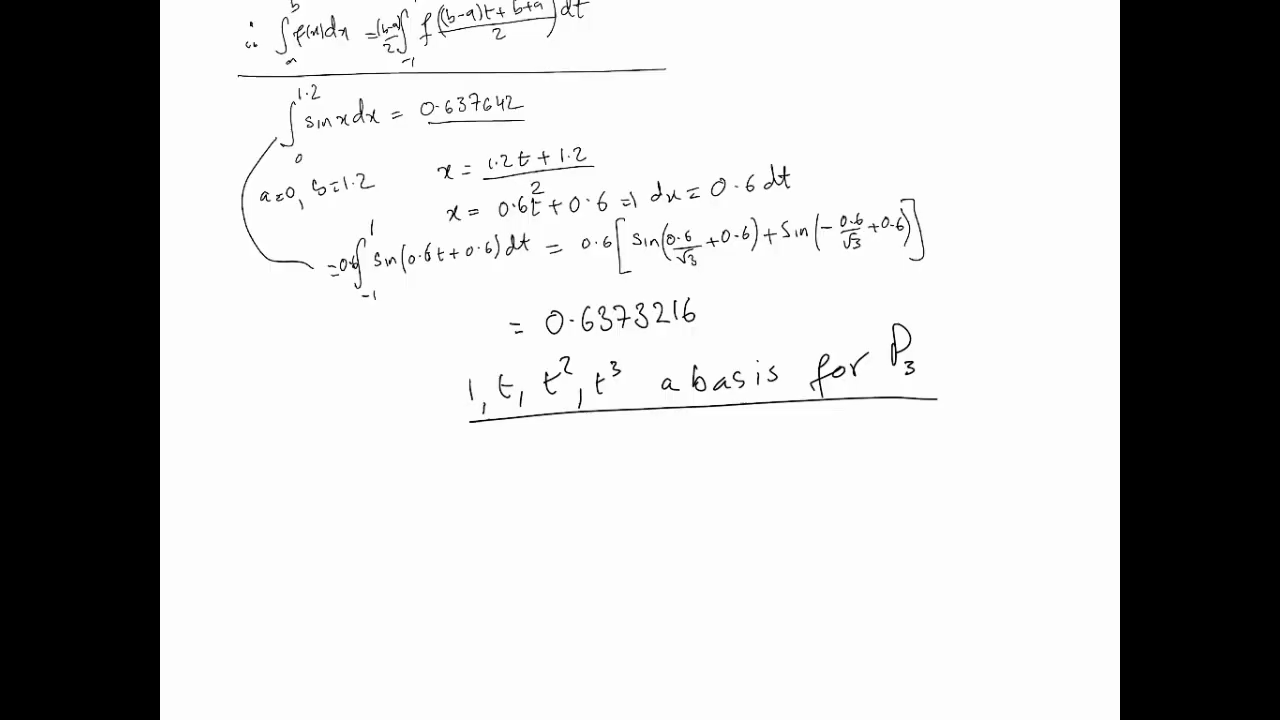 ∴ ∫_a^b f(x)dx = (b-a)/2 ∫_{-1} f((b-a)t + b+a / 2) dt
∫_0^{1.2} sin x dx = 0.637642
a=0, b=1.2
x = (1.2t + 1.2)/2
x = 0.6t + 0.6 ⇒ dx = 0.6 dt
= 0.6 ∫_{-1}^{1} sin(0.6t + 0.6) dt = 0.6 [ sin(0.6/√3 + 0.6) + sin(-0.6/√3 + 0.6) ]
= 0.6373216
1, t, t², t³ a basis for P₃